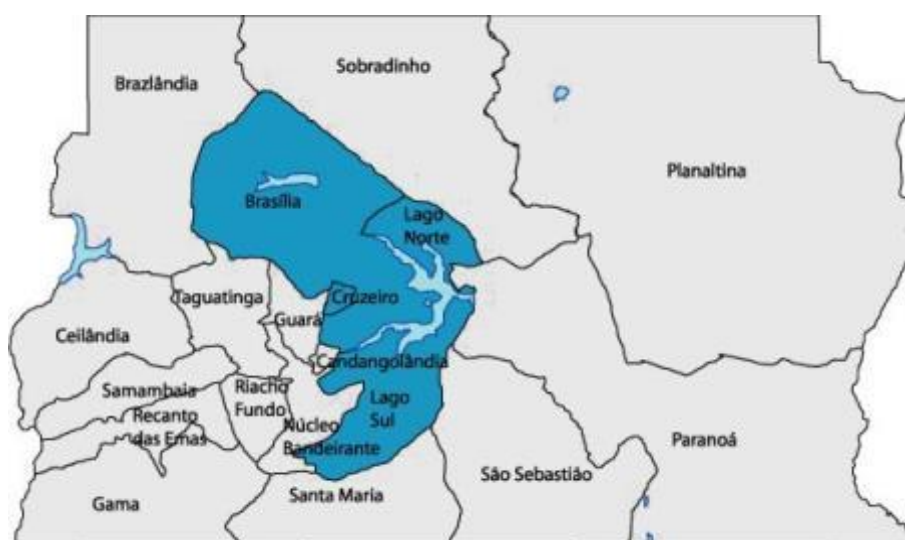 Sobradinho
Brazlândia
Planaltina
Brasília
Lago
Norte
Taguatinga
Cruzeiro
Guará
Ceilândia
Candangolândia
Samambaia
Riacho
Fundo
Lago
Sul
Recanto
das Emas
Núcleo
Bandeirante
Paranoá
São Sebastião
Santa Maria
Gama